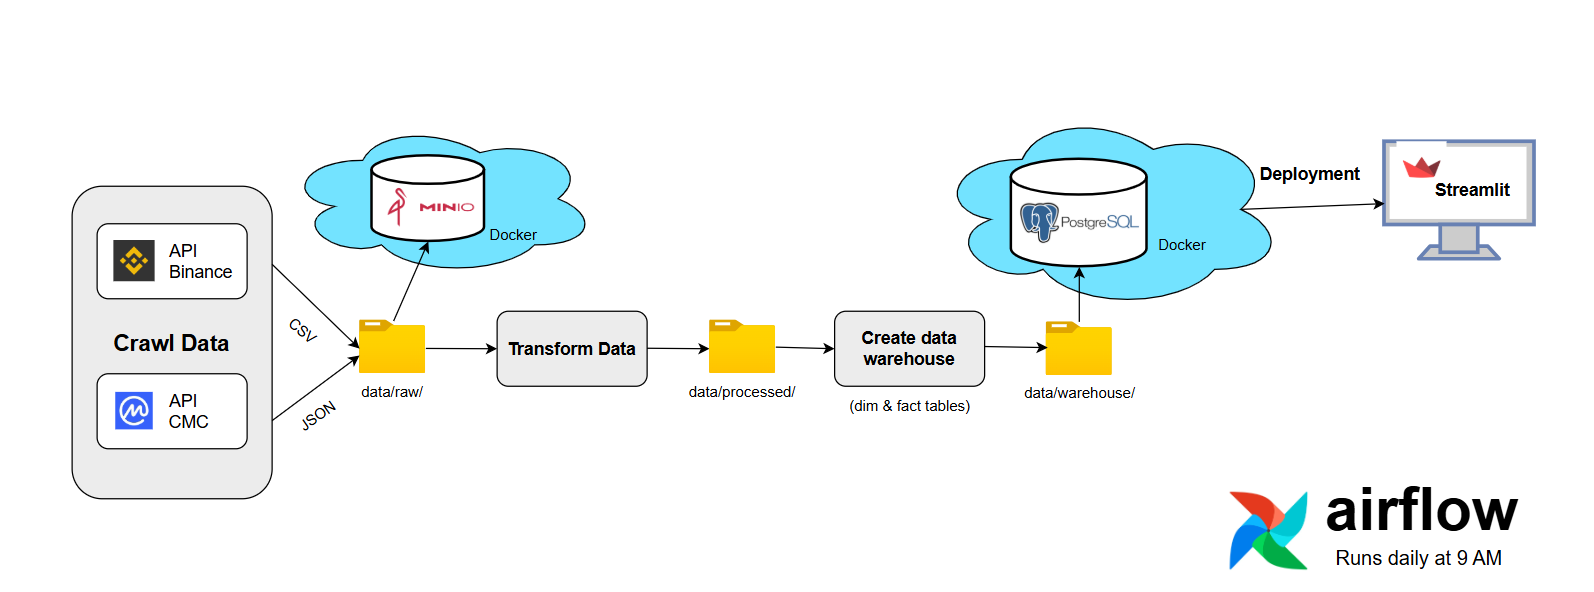 API
Binance
Crawl Data
API
CMC
CSV
JSON
MINIO
Docker
data/raw/
Transform Data
data/processed/
Create data
warehouse
(dim & fact tables)
data/warehouse/
PostgreSQL
Docker
Deployment
Streamlit
airflow
Runs daily at 9 AM